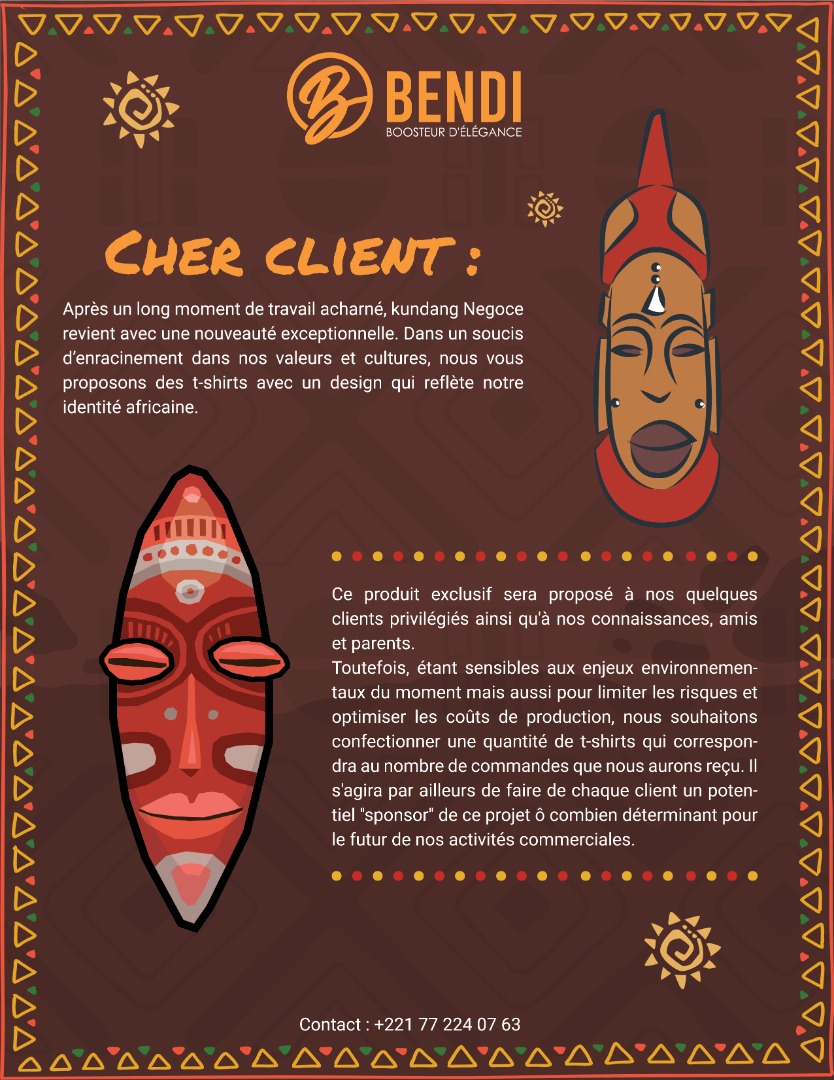 BENDI
BOOSTEUR D'ÉLÉGANCE
CHER CLIENT :
Après un long moment de travail acharné, kundang Negoce
revient avec une nouveauté exceptionnelle. Dans un soucis
d'enracinement dans nos valeurs et cultures, nous vous
proposons des t-shirts avec un design qui reflète notre
identité africaine.
Ce produit exclusif sera proposé à nos quelques
clients privilégiés ainsi qu'à nos connaissances, amis
et parents.
Toutefois, étant sensibles aux enjeux environnemen-
taux du moment mais aussi pour limiter les risques et
optimiser les coûts de production, nous souhaitons
confectionner une quantité de t-shirts qui correspon-
dra au nombre de commandes que nous aurons reçu. Il
s'agira par ailleurs de faire de chaque client un poten-
tiel "sponsor" de ce projet ô combien déterminant pour
le futur de nos activités commerciales.
Contact : +221 77 224 07 63